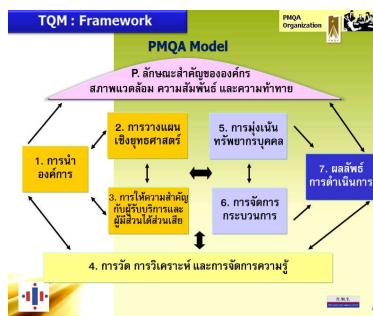 TQM : Framework
PMQA
Organization
PMQA Model
P. ลักษณะสำคัญขององค์กร
สภาพแวดล้อม ความสัมพันธ์ และความท้าทาย
2. การวางแผน
เชิงยุทธศาสตร์
5. การมุ่งเน้น
ทรัพยากรบุคคล
1. การนำ
องค์การ
7. ผลลัพธ์
การดำเนินการ
3. การให้ความสำคัญ
กับผู้รับบริการและ
ผู้มีส่วนได้ส่วนเสีย
6. การจัดการ
กระบวนการ
4. การวัด การวิเคราะห์ และการจัดการความรู้
ก.พ.ร.